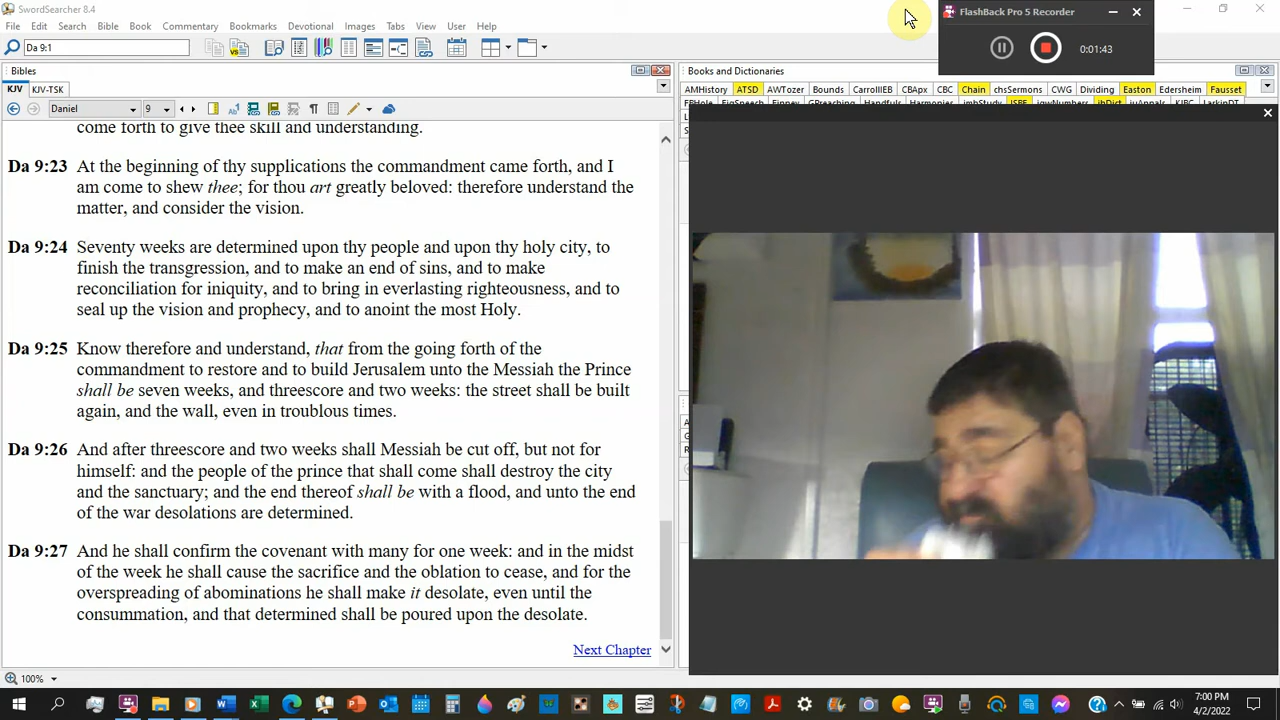 SwordSearcher 8.4
File Edit Search Bible Book Commentary Bookmarks Devotional Images Tabs View User Help
FlashBack Pro 5 Recorder
Da 9:1
0:01:43
Bibles
Books and Dictionaries
KJV KJV-TSK
AMHistory ATSD AWTozer Bounds CarrollIEB CBApx CBC Chain chsSermons CWG Dividing Easton Edersheim Fausset
Daniel 9
come forth to give thee skill and understanding.
Da 9:23 At the beginning of thy supplications the commandment came forth, and I
am come to shew thee; for thou art greatly beloved: therefore understand the
matter, and consider the vision.
Da 9:24 Seventy weeks are determined upon thy people and upon thy holy city, to
finish the transgression, and to make an end of sins, and to make
reconciliation for iniquity, and to bring in everlasting righteousness, and to
seal up the vision and prophecy, and to anoint the most Holy.
Da 9:25 Know therefore and understand, that from the going forth of the
commandment to restore and to build Jerusalem unto the Messiah the Prince
shall be seven weeks, and threescore and two weeks: the street shall be built
again, and the wall, even in troublous times.
Da 9:26 And after threescore and two weeks shall Messiah be cut off, but not for
himself: and the people of the prince that shall come shall destroy the city
and the sanctuary; and the end thereof shall be with a flood, and unto the end
of the war desolations are determined.
Da 9:27 And he shall confirm the covenant with many for one week: and in the midst
of the week he shall cause the sacrifice and the oblation to cease, and for the
overspreading of abominations he shall make it desolate, even until the
consummation, and that determined shall be poured upon the desolate.
Next Chapter
100%
7:00 PM
4/2/2022